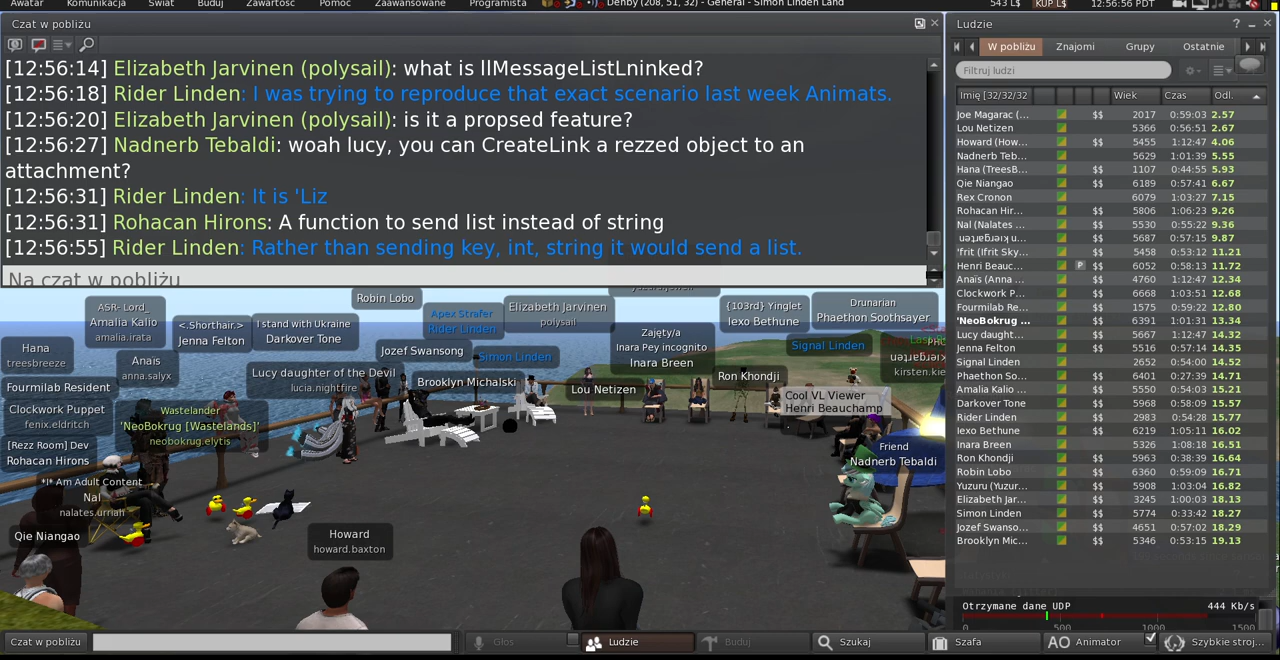 Awatar Komunikacja Świat Buduj Zawartość Pomoc Zaawansowane Programista Denby (208, 51, 32) - General - Simon Linden Land 543 L$ KUP L$ 12:56:56 PDT
Czat w pobliżu
[12:56:14] Elizabeth Jarvinen (polysail): what is llMessageListLninked?
[12:56:18] Rider Linden: I was trying to reproduce that exact scenario last week Animats.
[12:56:20] Elizabeth Jarvinen (polysail): is it a propsed feature?
[12:56:27] Nadnerb Tebaldi: woah lucy, you can CreateLink a rezzed object to an
attachment?
[12:56:31] Rider Linden: It is 'Liz
[12:56:31] Rohacan Hirons: A function to send list instead of string
[12:56:55] Rider Linden: Rather than sending key, int, string it would send a list.
Na czat w pobliżu
Robin Lobo
ASR- Lord_
Amalia Kalio
amalia.irata
<.Shorthair.>
Jenna Felton
I stand with Ukraine
Darkover Tone
Apex Strafer
Rider Linden
Elizabeth Jarvinen
polysail
{103rd} Yinglet
Iexo Bethune
Drunarian
Phaethon Soothsayer
Hana
treesbreeze
Anaïs
anna.salyx
Jozef Swansong
Simon Linden
Zajęty/a
Inara Pey incognito
Inara Breen
Signal Linden
kirsten.kie
Fourmilab Resident
Lucy daughter of the Devil
lucia.nightfire
Brooklyn Michalski
Lou Netizen
Ron Khondji
Cool VL Viewer
Henri Beauchamp
Clockwork Puppet
fenix.eldritch
Wastelander
'NeoBokrug [Wastelands]'
neobokrug.elytis
[Rezz Room] Dev
Rohacan Hirons
Friend
Nadnerb Tebaldi
*!* Am Adult Content
Nal
nalates.urriah
Qie Niangao
Howard
howard.baxton
Ludzie
W pobliżu Znajomi Grupy Ostatnie
Filtruj ludzi
Imię [32/32/32 Wiek Czas Odl.
Joe Magarac (... $$ 2017 0:59:03 2.57
Lou Netizen 5366 0:56:51 2.67
Howard (How... $$ 5455 1:12:47 4.06
Nadnerb Teb... 5629 1:01:39 5.55
Hana (TreesB... $$ 1107 0:44:55 5.93
Qie Niangao $$ 6189 0:57:41 6.67
Rex Cronon 6079 1:03:27 7.15
Rohacan Hir... $$ 5806 1:06:23 9.26
Nal (Nalates ... $$ 5530 0:55:22 9.36
$$ 5687 0:57:15 9.87
'frit (Ifrit Sky... $$ 5458 0:53:12 11.21
Henri Beauc... P $$ 6052 0:58:13 11.72
Anaïs (Anna ... $$ 4760 1:12:47 12.34
Clockwork P... $$ 6668 1:03:51 12.68
Fourmilab Re... $$ 1575 0:59:22 12.80
'NeoBokrug ... $$ 6391 1:01:31 13.34
Lucy daught... $$ 5667 1:12:47 14.32
Jenna Felton $$ 5516 0:57:14 14.35
Signal Linden 2652 0:54:00 14.52
Phaethon So... $$ 6401 0:27:39 14.71
Amalia Kalio ... $$ 5550 0:54:03 15.21
Darkover Tone $$ 5968 0:58:09 15.57
Rider Linden $$ 2983 0:54:28 15.77
Iexo Bethune $$ 6219 1:05:11 16.02
Inara Breen 5326 1:08:18 16.51
Ron Khondji $$ 5963 0:38:39 16.64
Robin Lobo $$ 6360 0:59:09 16.71
Yuzuru (Yuzur... $$ 5908 1:03:04 16.82
Elizabeth Jar... $$ 3245 1:00:03 18.13
Simon Linden $$ 5774 0:33:42 18.27
Jozef Swanso... $$ 4651 0:57:02 18.29
Brooklyn Mic... $$ 5346 0:53:15 19.13
Otrzymane dane UDP 444 Kb/s
0 500 1000 1500
Czat w pobliżu Głos Ludzie Buduj Szukaj Szafa AO Animator Szybkie stroj...